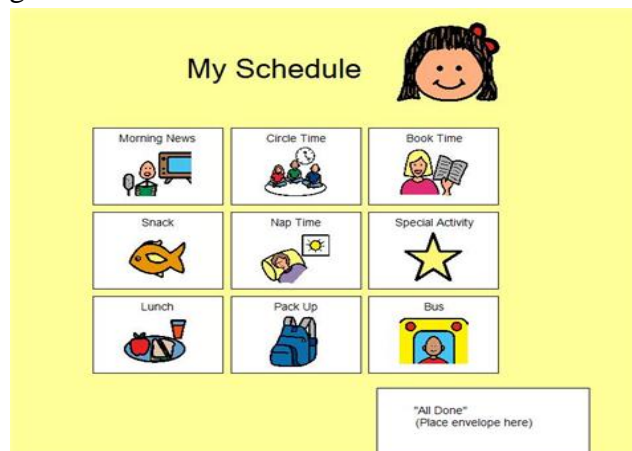 My Schedule
Morning News
Circle Time
Book Time
Snack
Nap Time
Special Activity
Lunch
Pack Up
Bus
"All Done"
(Place envelope here)